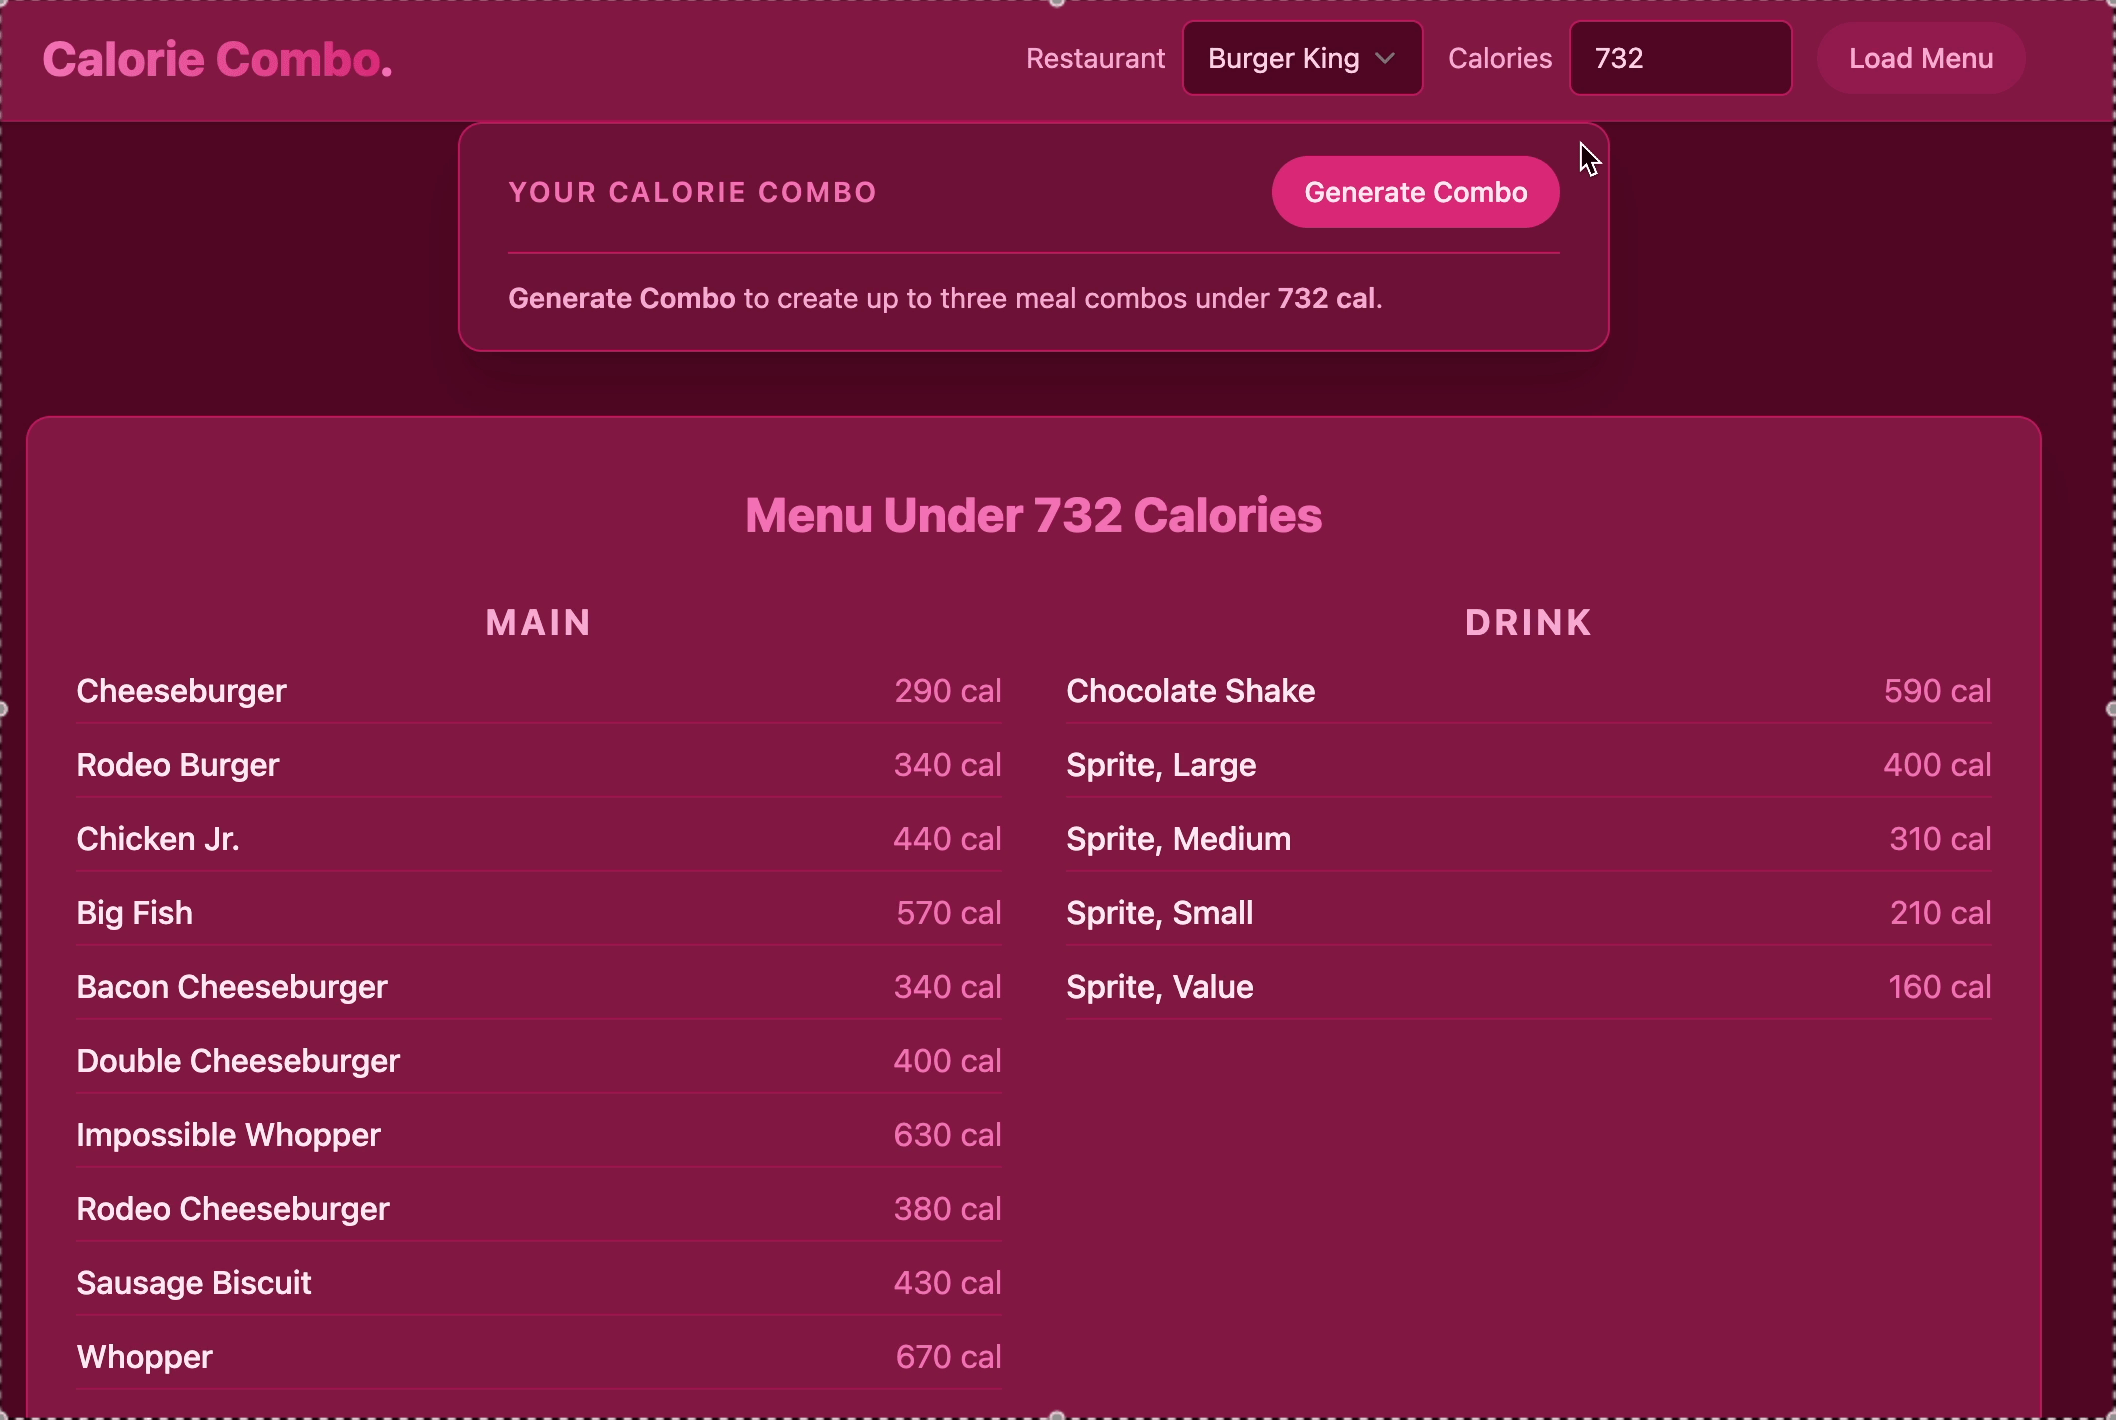 Calorie Combo.
Restaurant Burger King Calories 732 Load Menu
YOUR CALORIE COMBO Generate Combo
Generate Combo to create up to three meal combos under 732 cal.
Menu Under 732 Calories
MAIN
Cheeseburger 290 cal
Rodeo Burger 340 cal
Chicken Jr. 440 cal
Big Fish 570 cal
Bacon Cheeseburger 340 cal
Double Cheeseburger 400 cal
Impossible Whopper 630 cal
Rodeo Cheeseburger 380 cal
Sausage Biscuit 430 cal
Whopper 670 cal
DRINK
Chocolate Shake 590 cal
Sprite, Large 400 cal
Sprite, Medium 310 cal
Sprite, Small 210 cal
Sprite, Value 160 cal